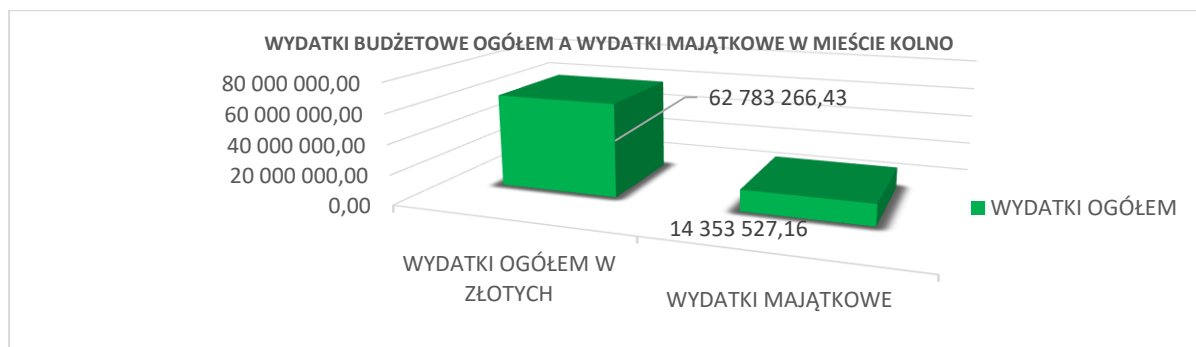 WYDATKI BUDŻETOWE OGÓŁEM A WYDATKI MAJĄTKOWE W MIEŚCIE KOLNO
80 000 000,00
60 000 000,00
40 000 000,00
20 000 000,00
0,00
62 783 266,43
14 353 527,16
WYDATKI OGÓŁEM W
ZŁOTYCH
WYDATKI MAJĄTKOWE
WYDATKI OGÓŁEM